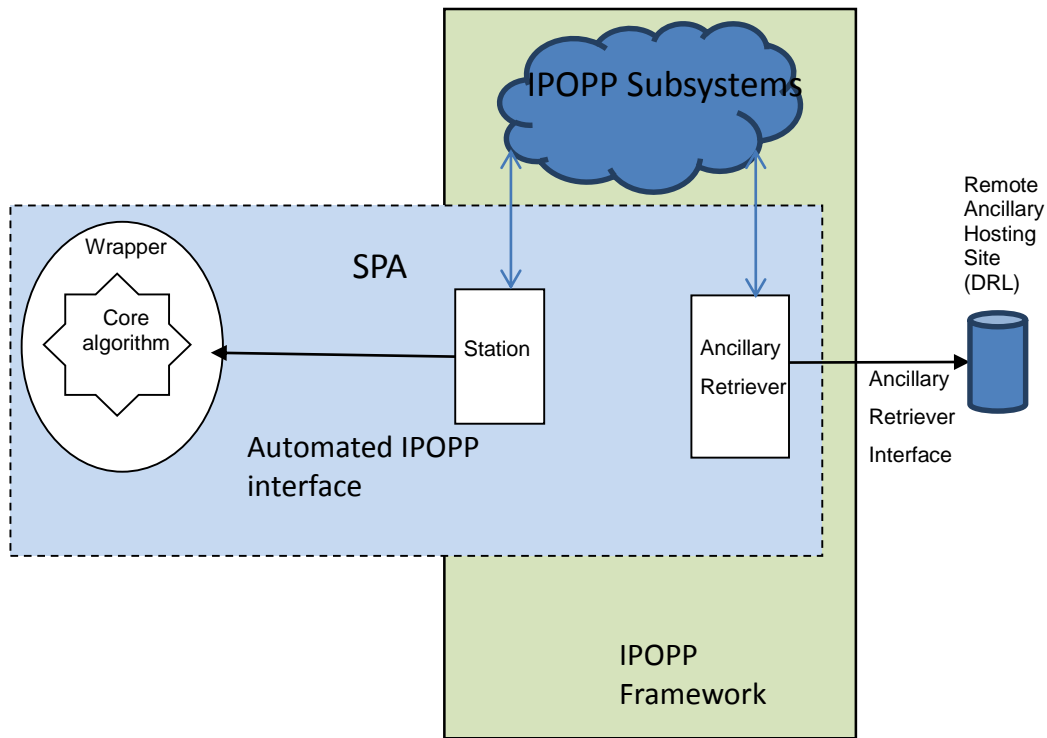 IPOPP Subsystems
Remote
Ancillary
Hosting
Site
(DRL)
Wrapper
SPA
Core
algorithm
Station
Ancillary
Retriever
Ancillary
Retriever
Interface
Automated IPOPP
interface
IPOPP
Framework